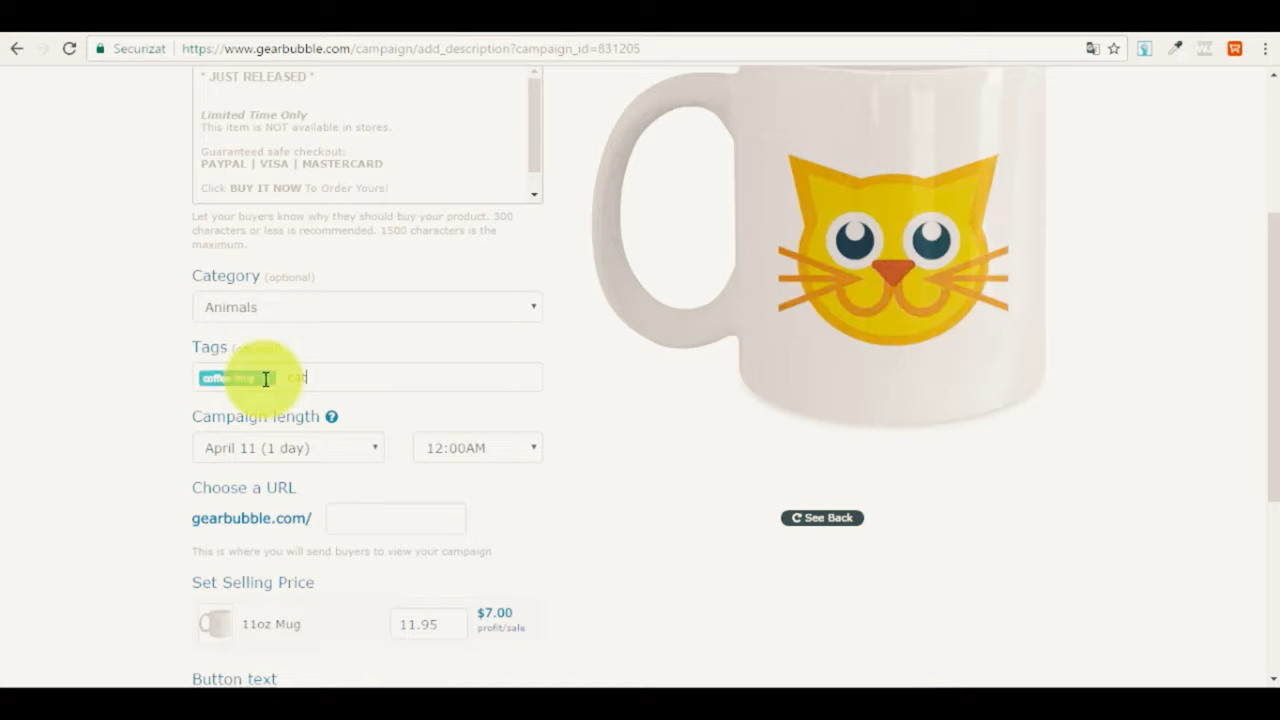 Securizat https://www.gearbubble.com/campaign/add_description?campaign_id=831205
* JUST RELEASED *
Limited Time Only
This item is NOT available in stores.
Guaranteed safe checkout:
PAYPAL | VISA | MASTERCARD
Click BUY IT NOW To Order Yours!
Let your buyers know why they should buy your product. 300
characters or less is recommended. 1500 characters is the
maximum.
Category (optional)
Animals
Tags (optional)
coffee mug cat
Campaign length ?
April 11 (1 day) 12:00AM
Choose a URL
gearbubble.com/
This is where you will send buyers to view your campaign
See Back
Set Selling Price
11oz Mug 11.95 $7.00
profit/sale
Button text